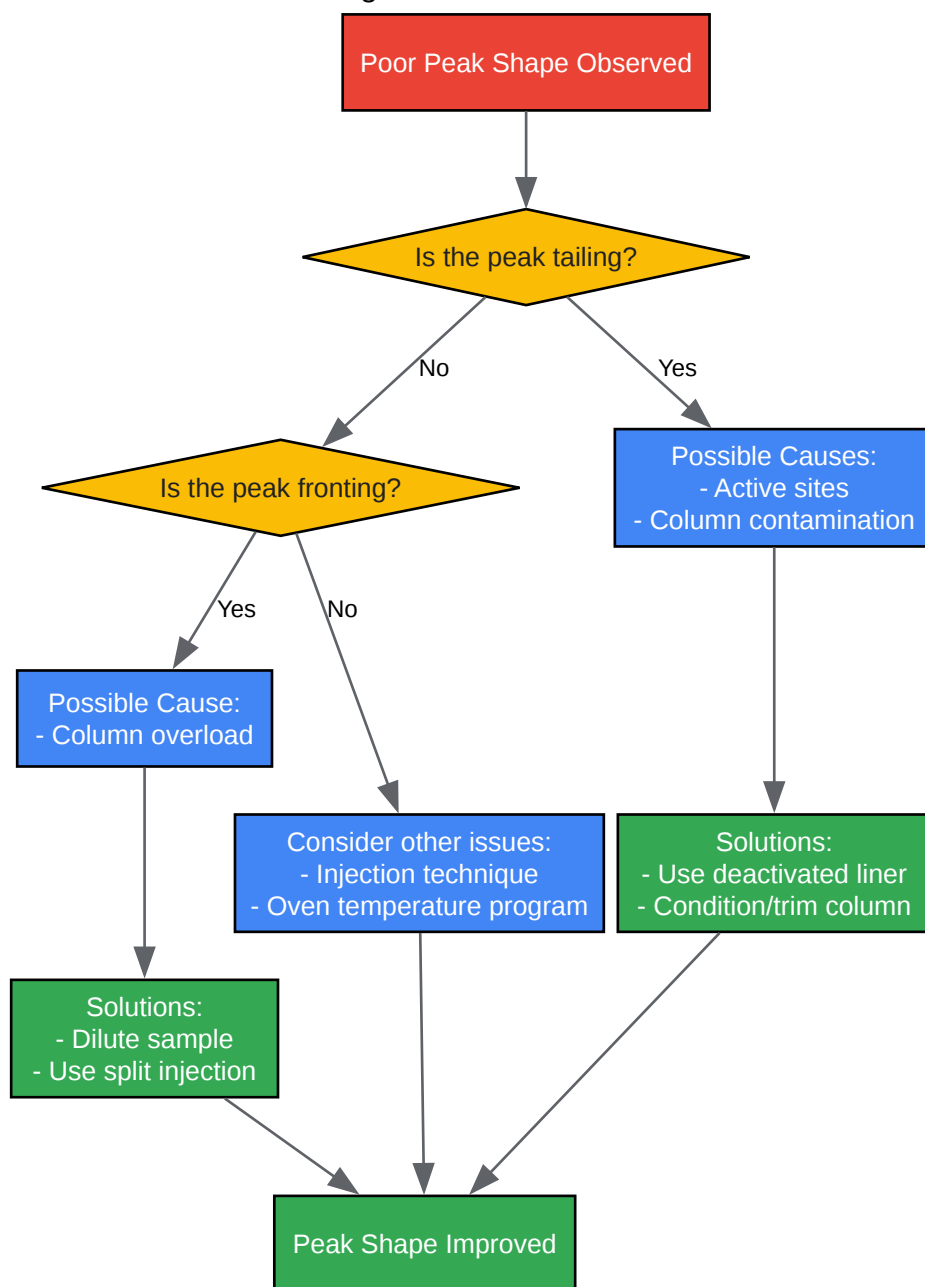 Poor Peak Shape Observed
Is the peak tailing?
No
Yes
Is the peak fronting?
Possible Causes:
- Active sites
- Column contamination
Yes
No
Possible Cause:
- Column overload
Consider other issues:
- Injection technique
- Oven temperature program
Solutions:
- Use deactivated liner
- Condition/trim column
Solutions:
- Dilute sample
- Use split injection
Peak Shape Improved